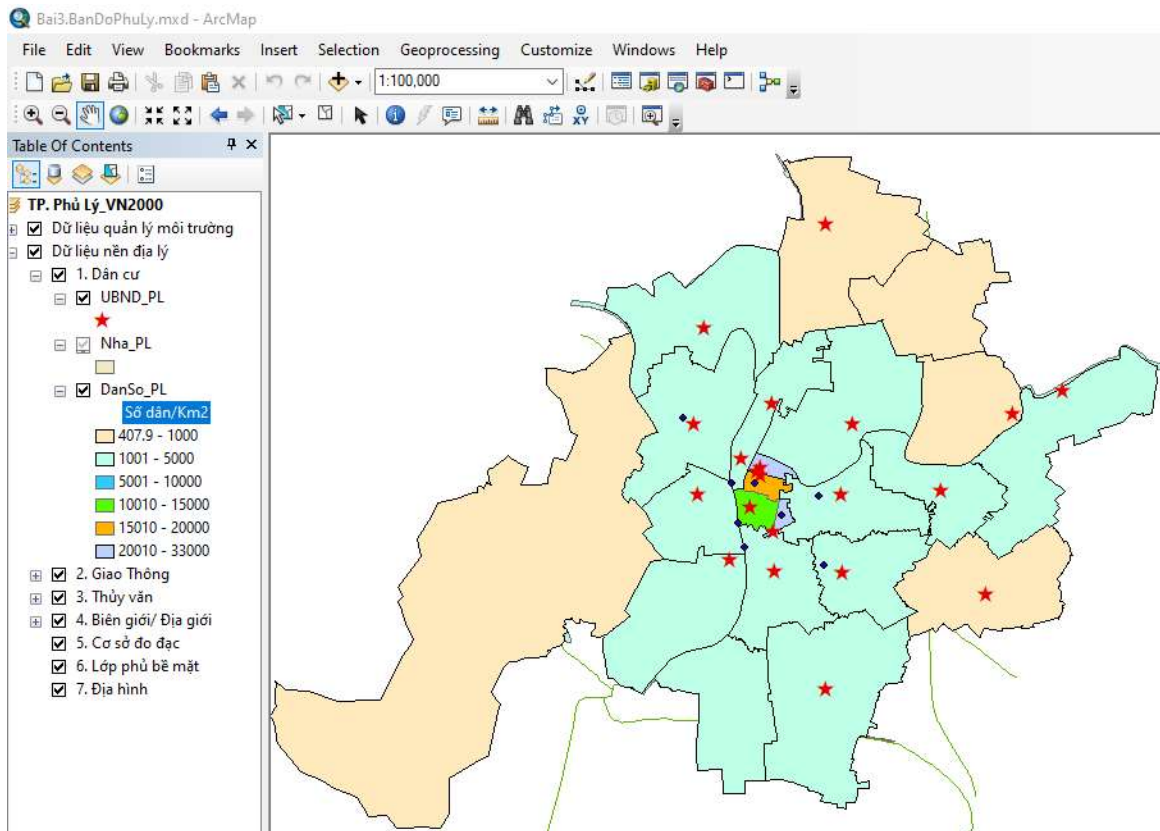 Bai3.BanDoPhuLy.mxd - ArcMap
File Edit View Bookmarks Insert Selection Geoprocessing Customize Windows Help
1:100,000
XY
Table Of Contents
TP. Phủ Lý_VN2000
Dữ liệu quản lý môi trường
Dữ liệu nền địa lý
1. Dân cư
UBND_PL
Nha_PL
DanSo_PL
Số dân/Km2
407.9 - 1000
1001 - 5000
5001 - 10000
10010 - 15000
15010 - 20000
20010 - 33000
2. Giao Thông
3. Thủy văn
4. Biên giới/ Địa giới
5. Cơ sở đo đạc
6. Lớp phủ bề mặt
7. Địa hình